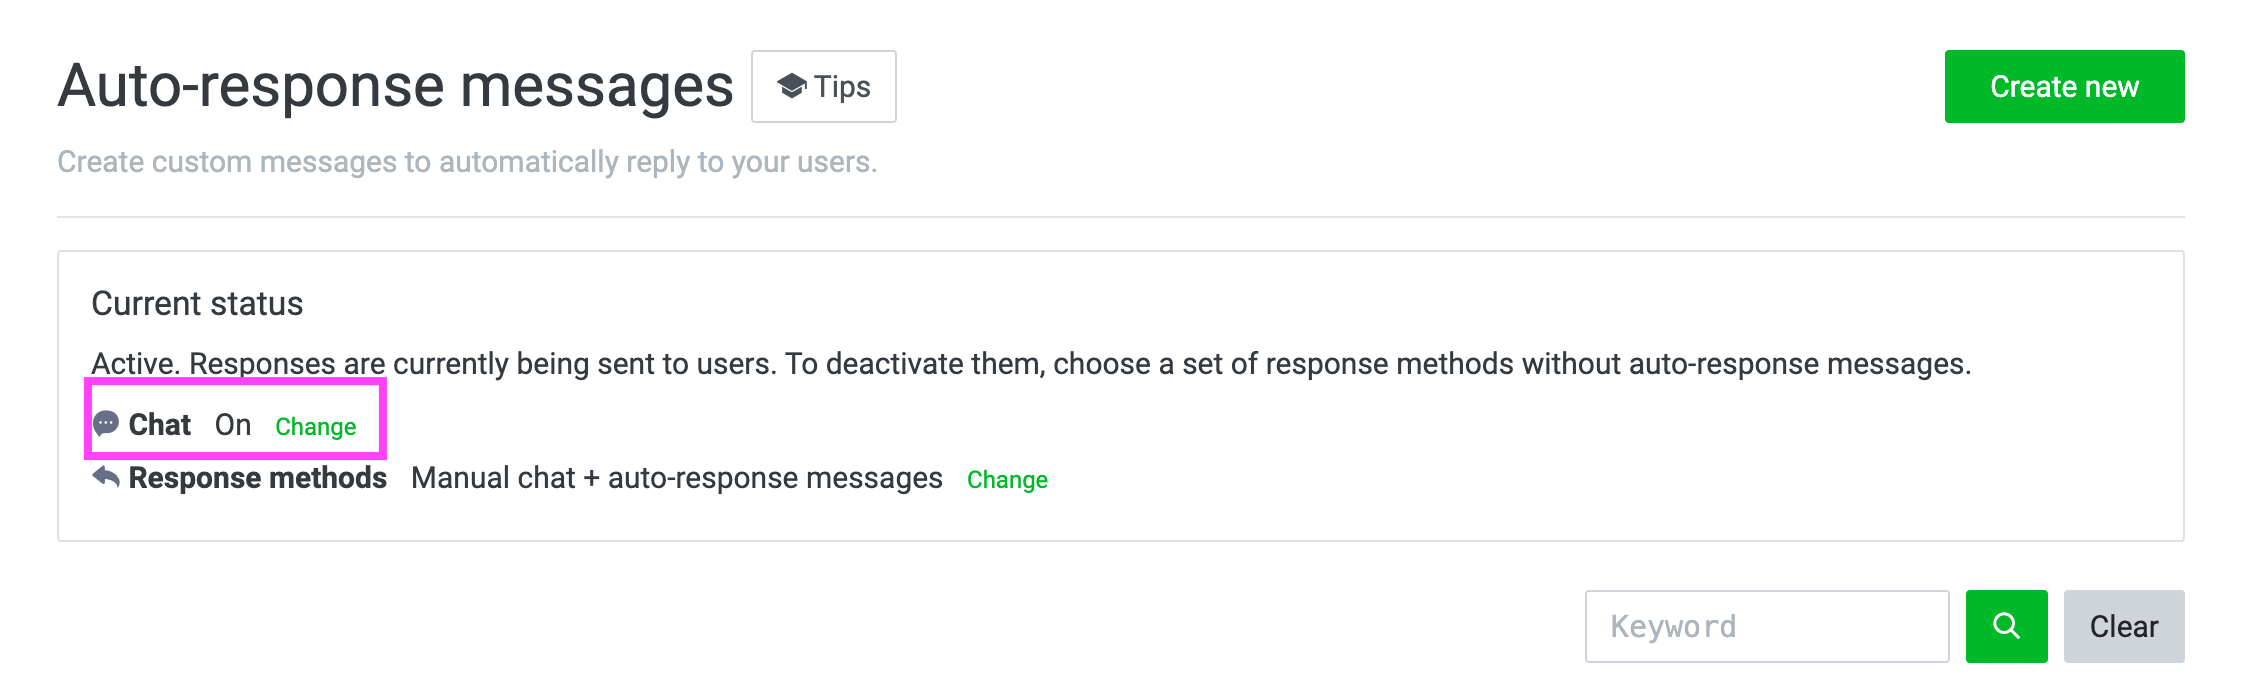 Auto-response messages Tips Create new
Create custom messages to automatically reply to your users.
Current status
Active. Responses are currently being sent to users. To deactivate them, choose a set of response methods without auto-response messages.
Chat On Change
Response methods Manual chat + auto-response messages Change
Keyword Clear